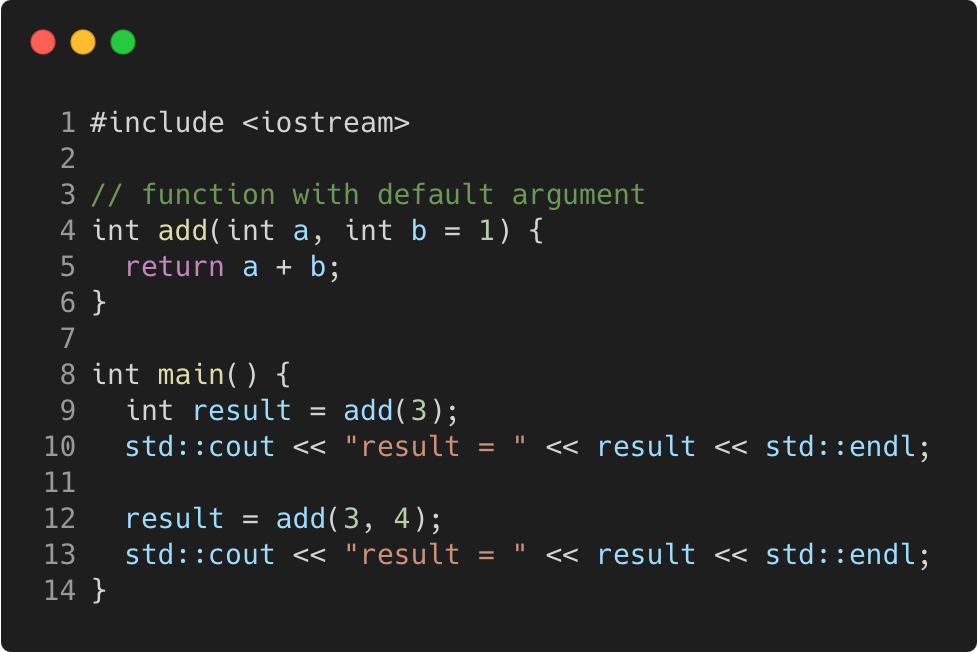 1 #include <iostream>
2
3 // function with default argument
4 int add(int a, int b = 1) {
5   return a + b;
6 }
7
8 int main() {
9   int result = add(3);
10   std::cout << "result = " << result << std::endl;
11
12   result = add(3, 4);
13   std::cout << "result = " << result << std::endl;
14 }